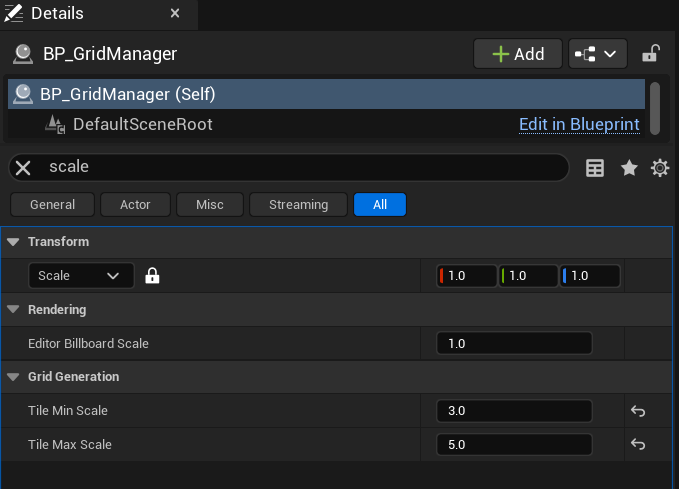 Details
BP_GridManager
Add
BP_GridManager (Self)
DefaultSceneRoot Edit in Blueprint
scale
General Actor Misc Streaming All
Transform
Scale 1.0 1.0 1.0
Rendering
Editor Billboard Scale 1.0
Grid Generation
Tile Min Scale 3.0
Tile Max Scale 5.0